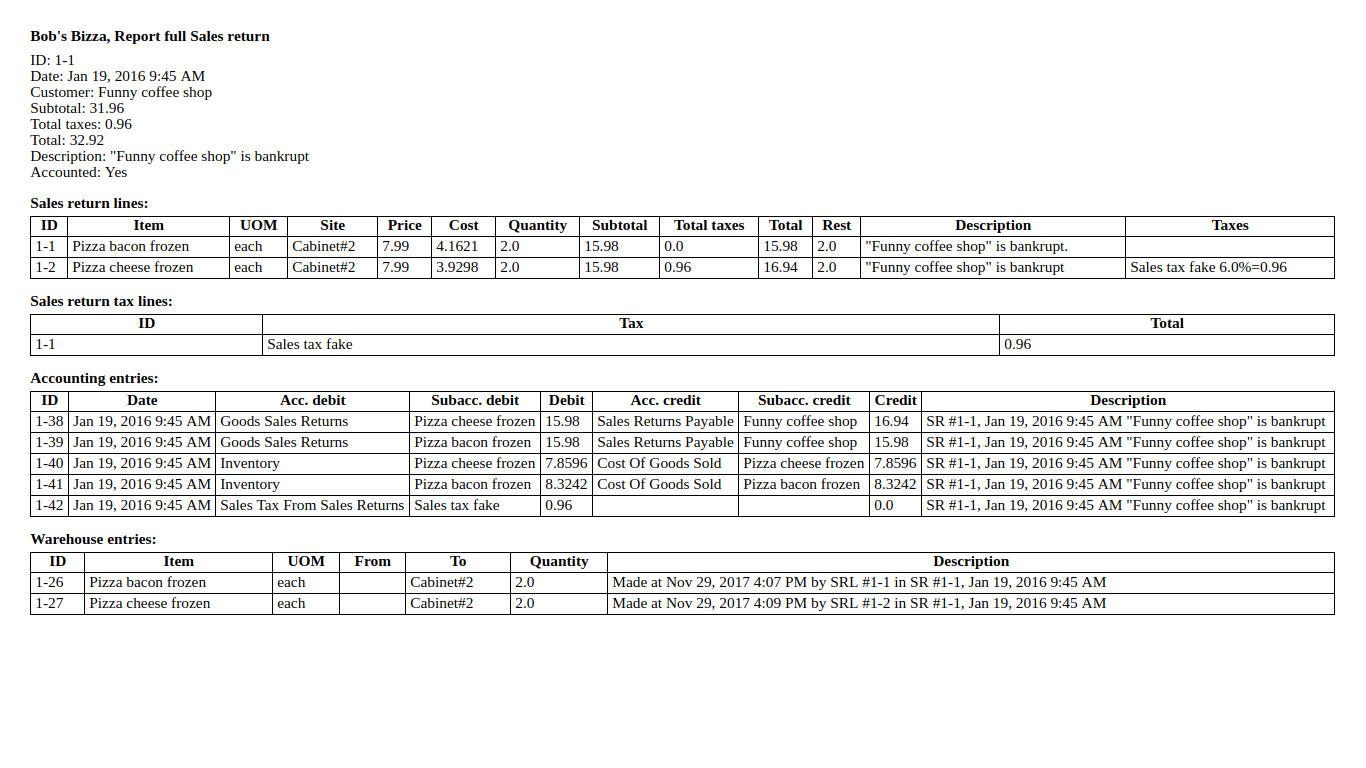 Bob's Bizza, Report full Sales return
ID: 1-1
Date: Jan 19, 2016 9:45 AM
Customer: Funny coffee shop
Subtotal: 31.96
Total taxes: 0.96
Total: 32.92
Description: "Funny coffee shop" is bankrupt
Accounted: Yes
Sales return lines:
ID Item UOM Site Price Cost Quantity Subtotal Total taxes Total Rest Description Taxes
1-1 Pizza bacon frozen each Cabinet#2 7.99 4.1621 2.0 15.98 0.0 15.98 2.0 "Funny coffee shop" is bankrupt.
1-2 Pizza cheese frozen each Cabinet#2 7.99 3.9298 2.0 15.98 0.96 16.94 2.0 "Funny coffee shop" is bankrupt Sales tax fake 6.0%=0.96
Sales return tax lines:
ID Tax Total
1-1 Sales tax fake 0.96
Accounting entries:
ID Date Acc. debit Subacc. debit Debit Acc. credit Subacc. credit Credit Description
1-38 Jan 19, 2016 9:45 AM Goods Sales Returns Pizza cheese frozen 15.98 Sales Returns Payable Funny coffee shop 16.94 SR #1-1, Jan 19, 2016 9:45 AM "Funny coffee shop" is bankrupt
1-39 Jan 19, 2016 9:45 AM Goods Sales Returns Pizza bacon frozen 15.98 Sales Returns Payable Funny coffee shop 15.98 SR #1-1, Jan 19, 2016 9:45 AM "Funny coffee shop" is bankrupt
1-40 Jan 19, 2016 9:45 AM Inventory Pizza cheese frozen 7.8596 Cost Of Goods Sold Pizza cheese frozen 7.8596 SR #1-1, Jan 19, 2016 9:45 AM "Funny coffee shop" is bankrupt
1-41 Jan 19, 2016 9:45 AM Inventory Pizza bacon frozen 8.3242 Cost Of Goods Sold Pizza bacon frozen 8.3242 SR #1-1, Jan 19, 2016 9:45 AM "Funny coffee shop" is bankrupt
1-42 Jan 19, 2016 9:45 AM Sales Tax From Sales Returns Sales tax fake 0.96 0.0 SR #1-1, Jan 19, 2016 9:45 AM "Funny coffee shop" is bankrupt
Warehouse entries:
ID Item UOM From To Quantity Description
1-26 Pizza bacon frozen each Cabinet#2 2.0 Made at Nov 29, 2017 4:07 PM by SRL #1-1 in SR #1-1, Jan 19, 2016 9:45 AM
1-27 Pizza cheese frozen each Cabinet#2 2.0 Made at Nov 29, 2017 4:09 PM by SRL #1-2 in SR #1-1, Jan 19, 2016 9:45 AM